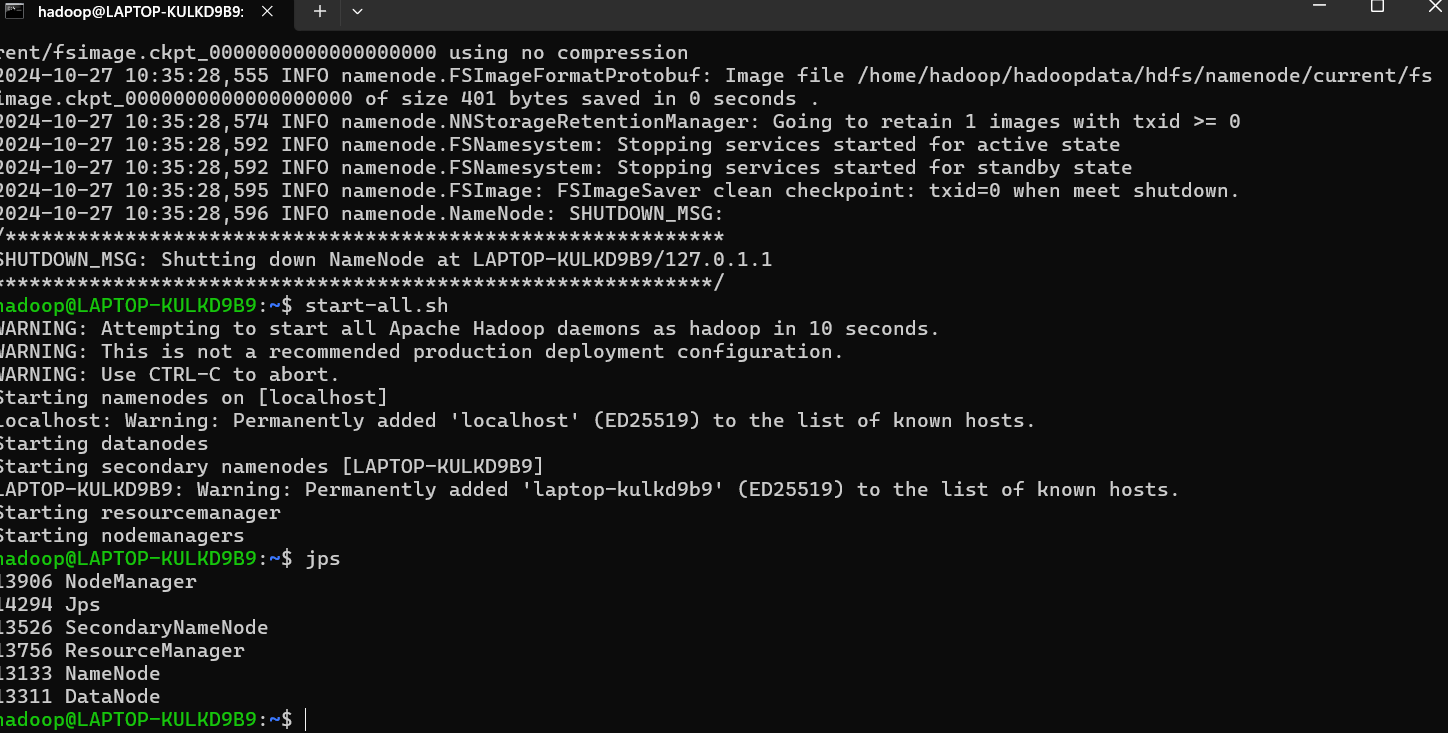 hadoop@LAPTOP-KULKD9B9:
rent/fsimage.ckpt_0000000000000000000 using no compression
2024-10-27 10:35:28,555 INFO namenode.FSImageFormatProtobuf: Image file /home/hadoop/hadoopdata/hdfs/namenode/current/fs
image.ckpt_0000000000000000000 of size 401 bytes saved in 0 seconds .
2024-10-27 10:35:28,574 INFO namenode.NNStorageRetentionManager: Going to retain 1 images with txid >= 0
2024-10-27 10:35:28,592 INFO namenode.FSNamesystem: Stopping services started for active state
2024-10-27 10:35:28,592 INFO namenode.FSNamesystem: Stopping services started for standby state
2024-10-27 10:35:28,595 INFO namenode.FSImage: FSImageSaver clean checkpoint: txid=0 when meet shutdown.
2024-10-27 10:35:28,596 INFO namenode.NameNode: SHUTDOWN_MSG:
/************************************************************
SHUTDOWN_MSG: Shutting down NameNode at LAPTOP-KULKD9B9/127.0.1.1
************************************************************/
hadoop@LAPTOP-KULKD9B9:~$ start-all.sh
WARNING: Attempting to start all Apache Hadoop daemons as hadoop in 10 seconds.
WARNING: This is not a recommended production deployment configuration.
WARNING: Use CTRL-C to abort.
Starting namenodes on [localhost]
localhost: Warning: Permanently added 'localhost' (ED25519) to the list of known hosts.
Starting datanodes
Starting secondary namenodes [LAPTOP-KULKD9B9]
LAPTOP-KULKD9B9: Warning: Permanently added 'laptop-kulkd9b9' (ED25519) to the list of known hosts.
Starting resourcemanager
Starting nodemanagers
hadoop@LAPTOP-KULKD9B9:~$ jps
13906 NodeManager
14294 Jps
13526 SecondaryNameNode
13756 ResourceManager
13133 NameNode
13311 DataNode
hadoop@LAPTOP-KULKD9B9:~$